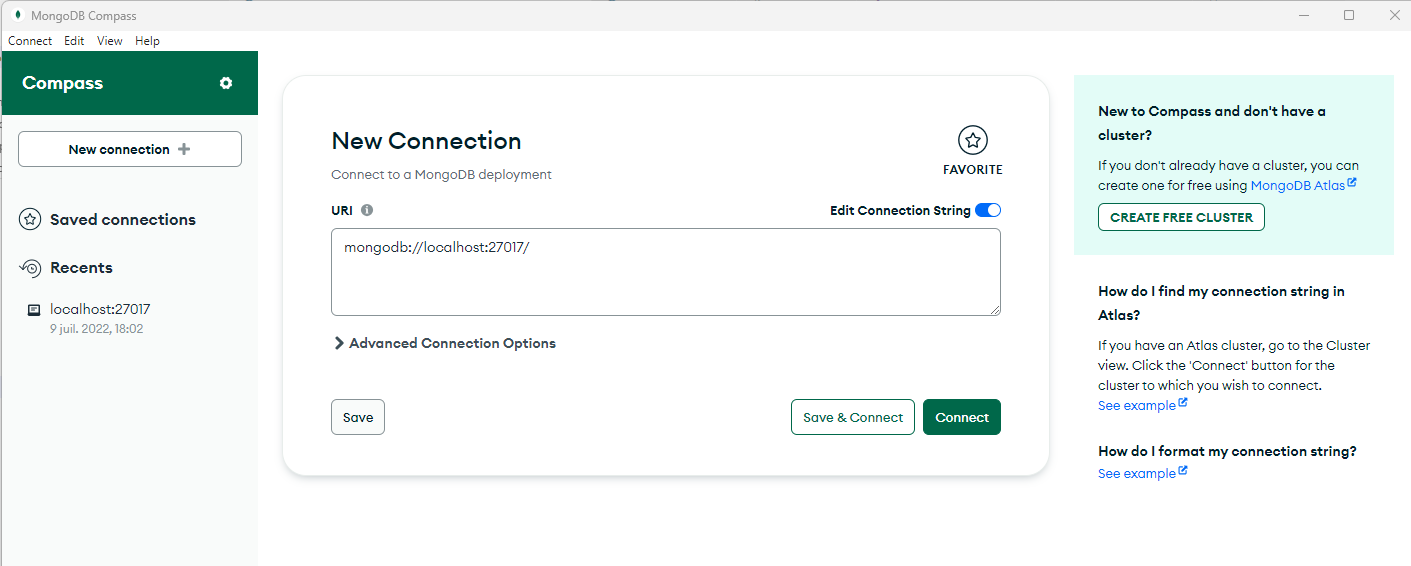 MongoDB Compass
Connect Edit View Help
Compass
New connection
Saved connections
Recents
localhost:27017
9 juil. 2022, 18:02
New Connection
Connect to a MongoDB deployment
FAVORITE
URI
Edit Connection String
mongodb://localhost:27017/
Advanced Connection Options
Save
Save & Connect
Connect
New to Compass and don't have a
cluster?
If you don't already have a cluster, you can
create one for free using MongoDB Atlas
CREATE FREE CLUSTER
How do I find my connection string in
Atlas?
If you have an Atlas cluster, go to the Cluster
view. Click the 'Connect' button for the
cluster to which you wish to connect.
See example
How do I format my connection string?
See example